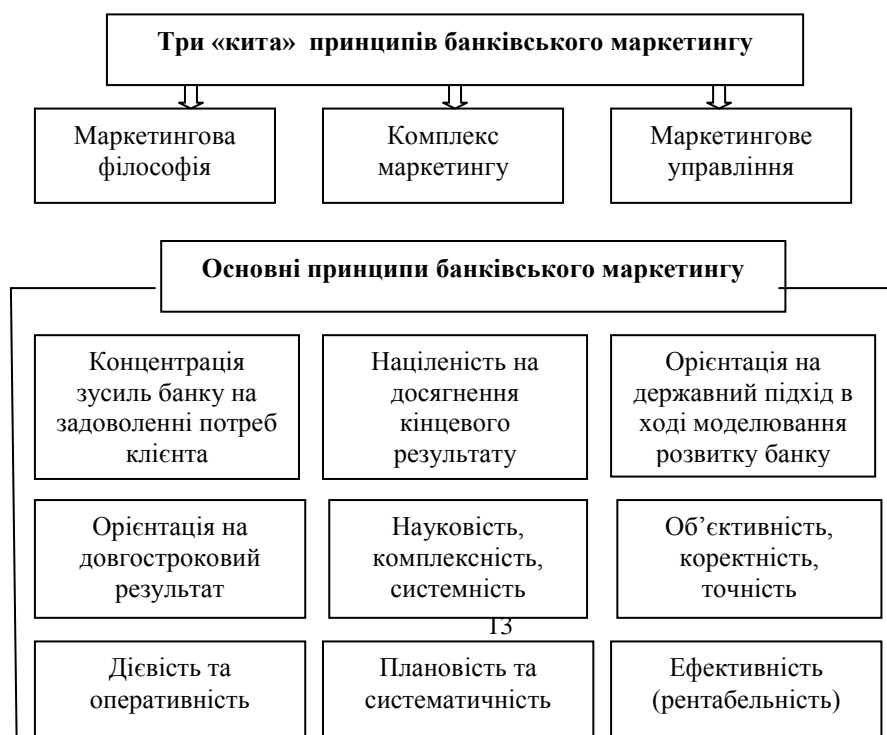 Три «кита» принципів банківського маркетингу
Маркетингова
філософія
Комплекс
маркетингу
Маркетингове
управління
Основні принципи банківського маркетингу
Концентрація
зусиль банку на
задоволенні потреб
клієнта
Націленість на
досягнення
кінцевого
результату
Орієнтація на
державний підхід в
ході моделювання
розвитку банку
Орієнтація на
довгостроковий
результат
Науковість,
комплексність,
системність
Об’єктивність,
коректність,
точність
13
Дієвість та
оперативність
Плановість та
систематичність
Ефективність
(рентабельність)